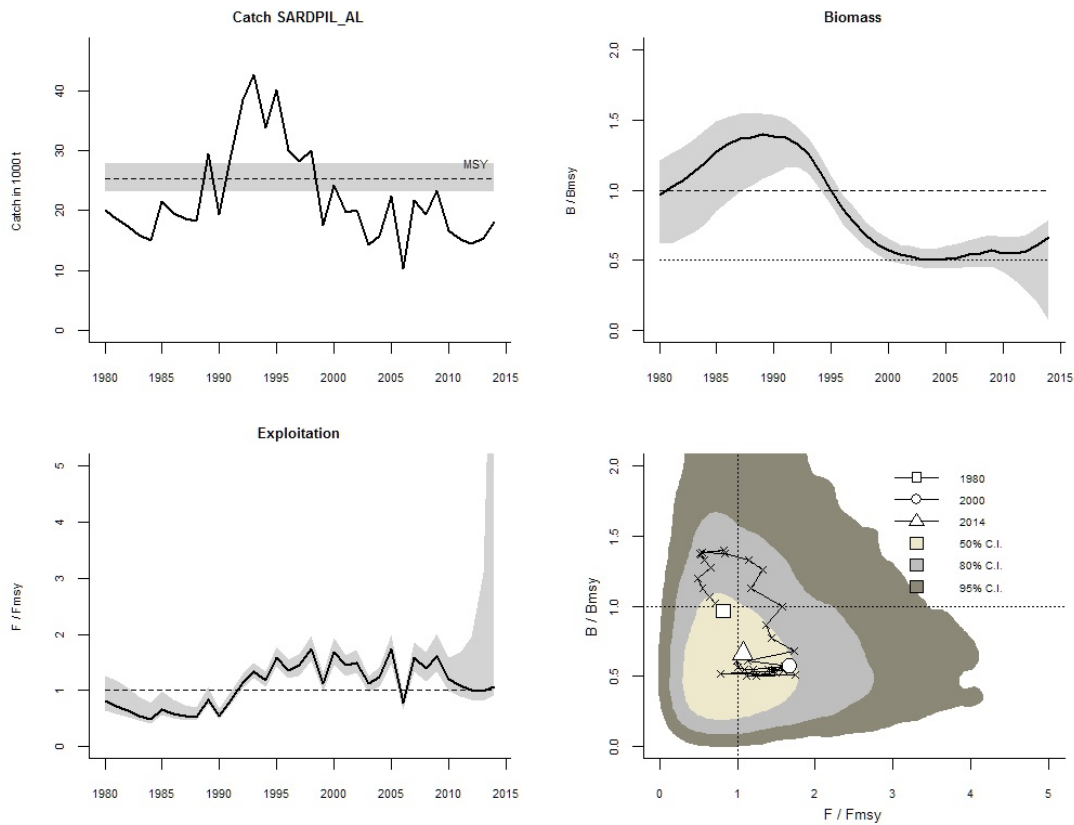 Catch SARDPIL_AL
Catch in 1000 t
40
30
20
10
0
MSY
1980 1985 1990 1995 2000 2005 2010 2015
Biomass
B / Bmsy
2.0
1.5
1.0
0.5
0.0
1980 1985 1990 1995 2000 2005 2010 2015
Exploitation
F / Fmsy
5
4
3
2
1
0
1980 1985 1990 1995 2000 2005 2010 2015
B / Bmsy
2.0
1.5
1.0
0.5
0.0
1980
2000
2014
50% C.I.
80% C.I.
95% C.I.
0 1 2 3 4 5
F / Fmsy